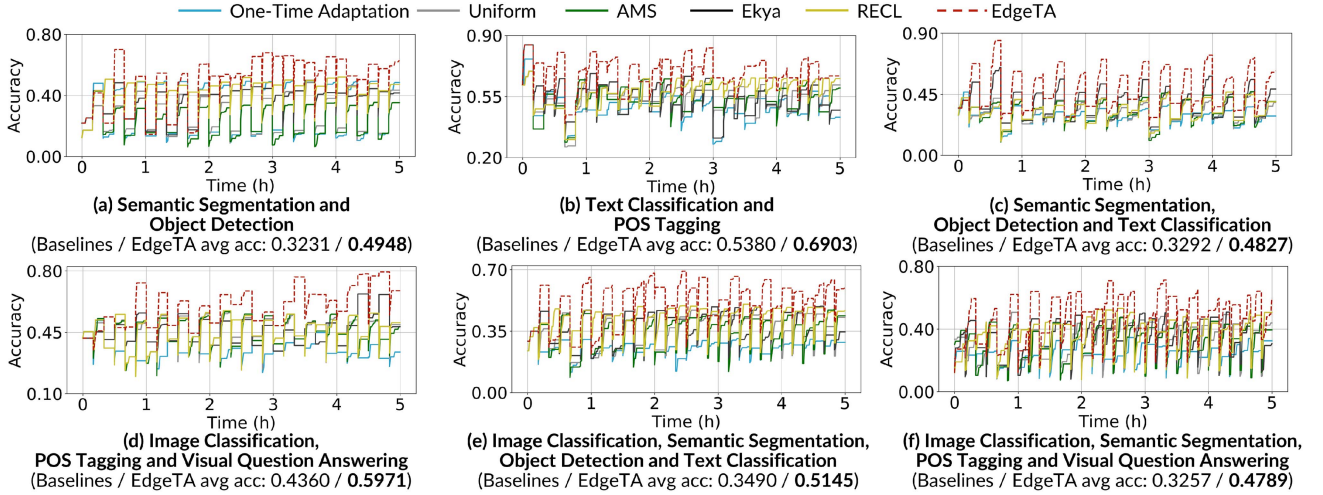 One-Time Adaptation Uniform AMS Ekya RECL EdgeTA
0.80
0.40
0.00
Accuracy
0 1 2 3 4 5
Time (h)
(a) Semantic Segmentation and
Object Detection
(Baselines / EdgeTA avg acc: 0.3231 / 0.4948)
0.90
0.55
0.20
Accuracy
0 1 2 3 4 5
Time (h)
(b) Text Classification and
POS Tagging
(Baselines / EdgeTA avg acc: 0.5380 / 0.6903)
0.90
0.45
0.00
Accuracy
0 1 2 3 4 5
Time (h)
(c) Semantic Segmentation,
Object Detection and Text Classification
(Baselines / EdgeTA avg acc: 0.3292 / 0.4827)
0.80
0.45
0.10
Accuracy
0 1 2 3 4 5
Time (h)
(d) Image Classification,
POS Tagging and Visual Question Answering
(Baselines / EdgeTA avg acc: 0.4360 / 0.5971)
0.70
0.35
0.00
Accuracy
0 1 2 3 4 5
Time (h)
(e) Image Classification, Semantic Segmentation,
Object Detection and Text Classification
(Baselines / EdgeTA avg acc: 0.3490 / 0.5145)
0.80
0.40
0.00
Accuracy
0 1 2 3 4 5
Time (h)
(f) Image Classification, Semantic Segmentation,
POS Tagging and Visual Question Answering
(Baselines / EdgeTA avg acc: 0.3257 / 0.4789)